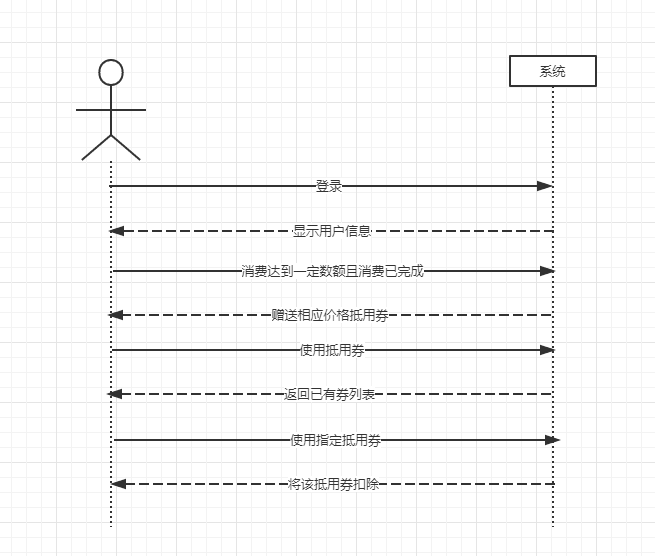 系统
登录
显示用户信息
消费达到一定数额且消费已完成
赠送相应价格抵用券
使用抵用券
返回已有券列表
使用指定抵用券
将该抵用券扣除